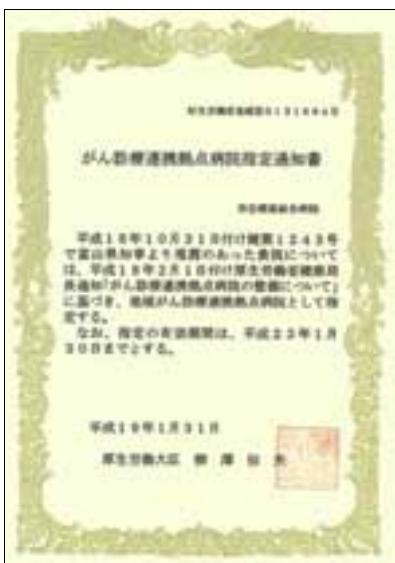 がん診療連携拠点病院指定通知書
平成18年10月31日付け健第1243号
で富山県知事より推薦のあった貴院について
は、平成18年2月1日付け厚生労働省健康局
長通知「がん診療連携拠点病院の整備について」
に基づき、地域がん診療連携拠点病院として指
定する。
なお、指定の有効期間は、平成23年1月
30日までとする。
平成19年1月31日
厚生労働大臣 柳 澤 伯 夫